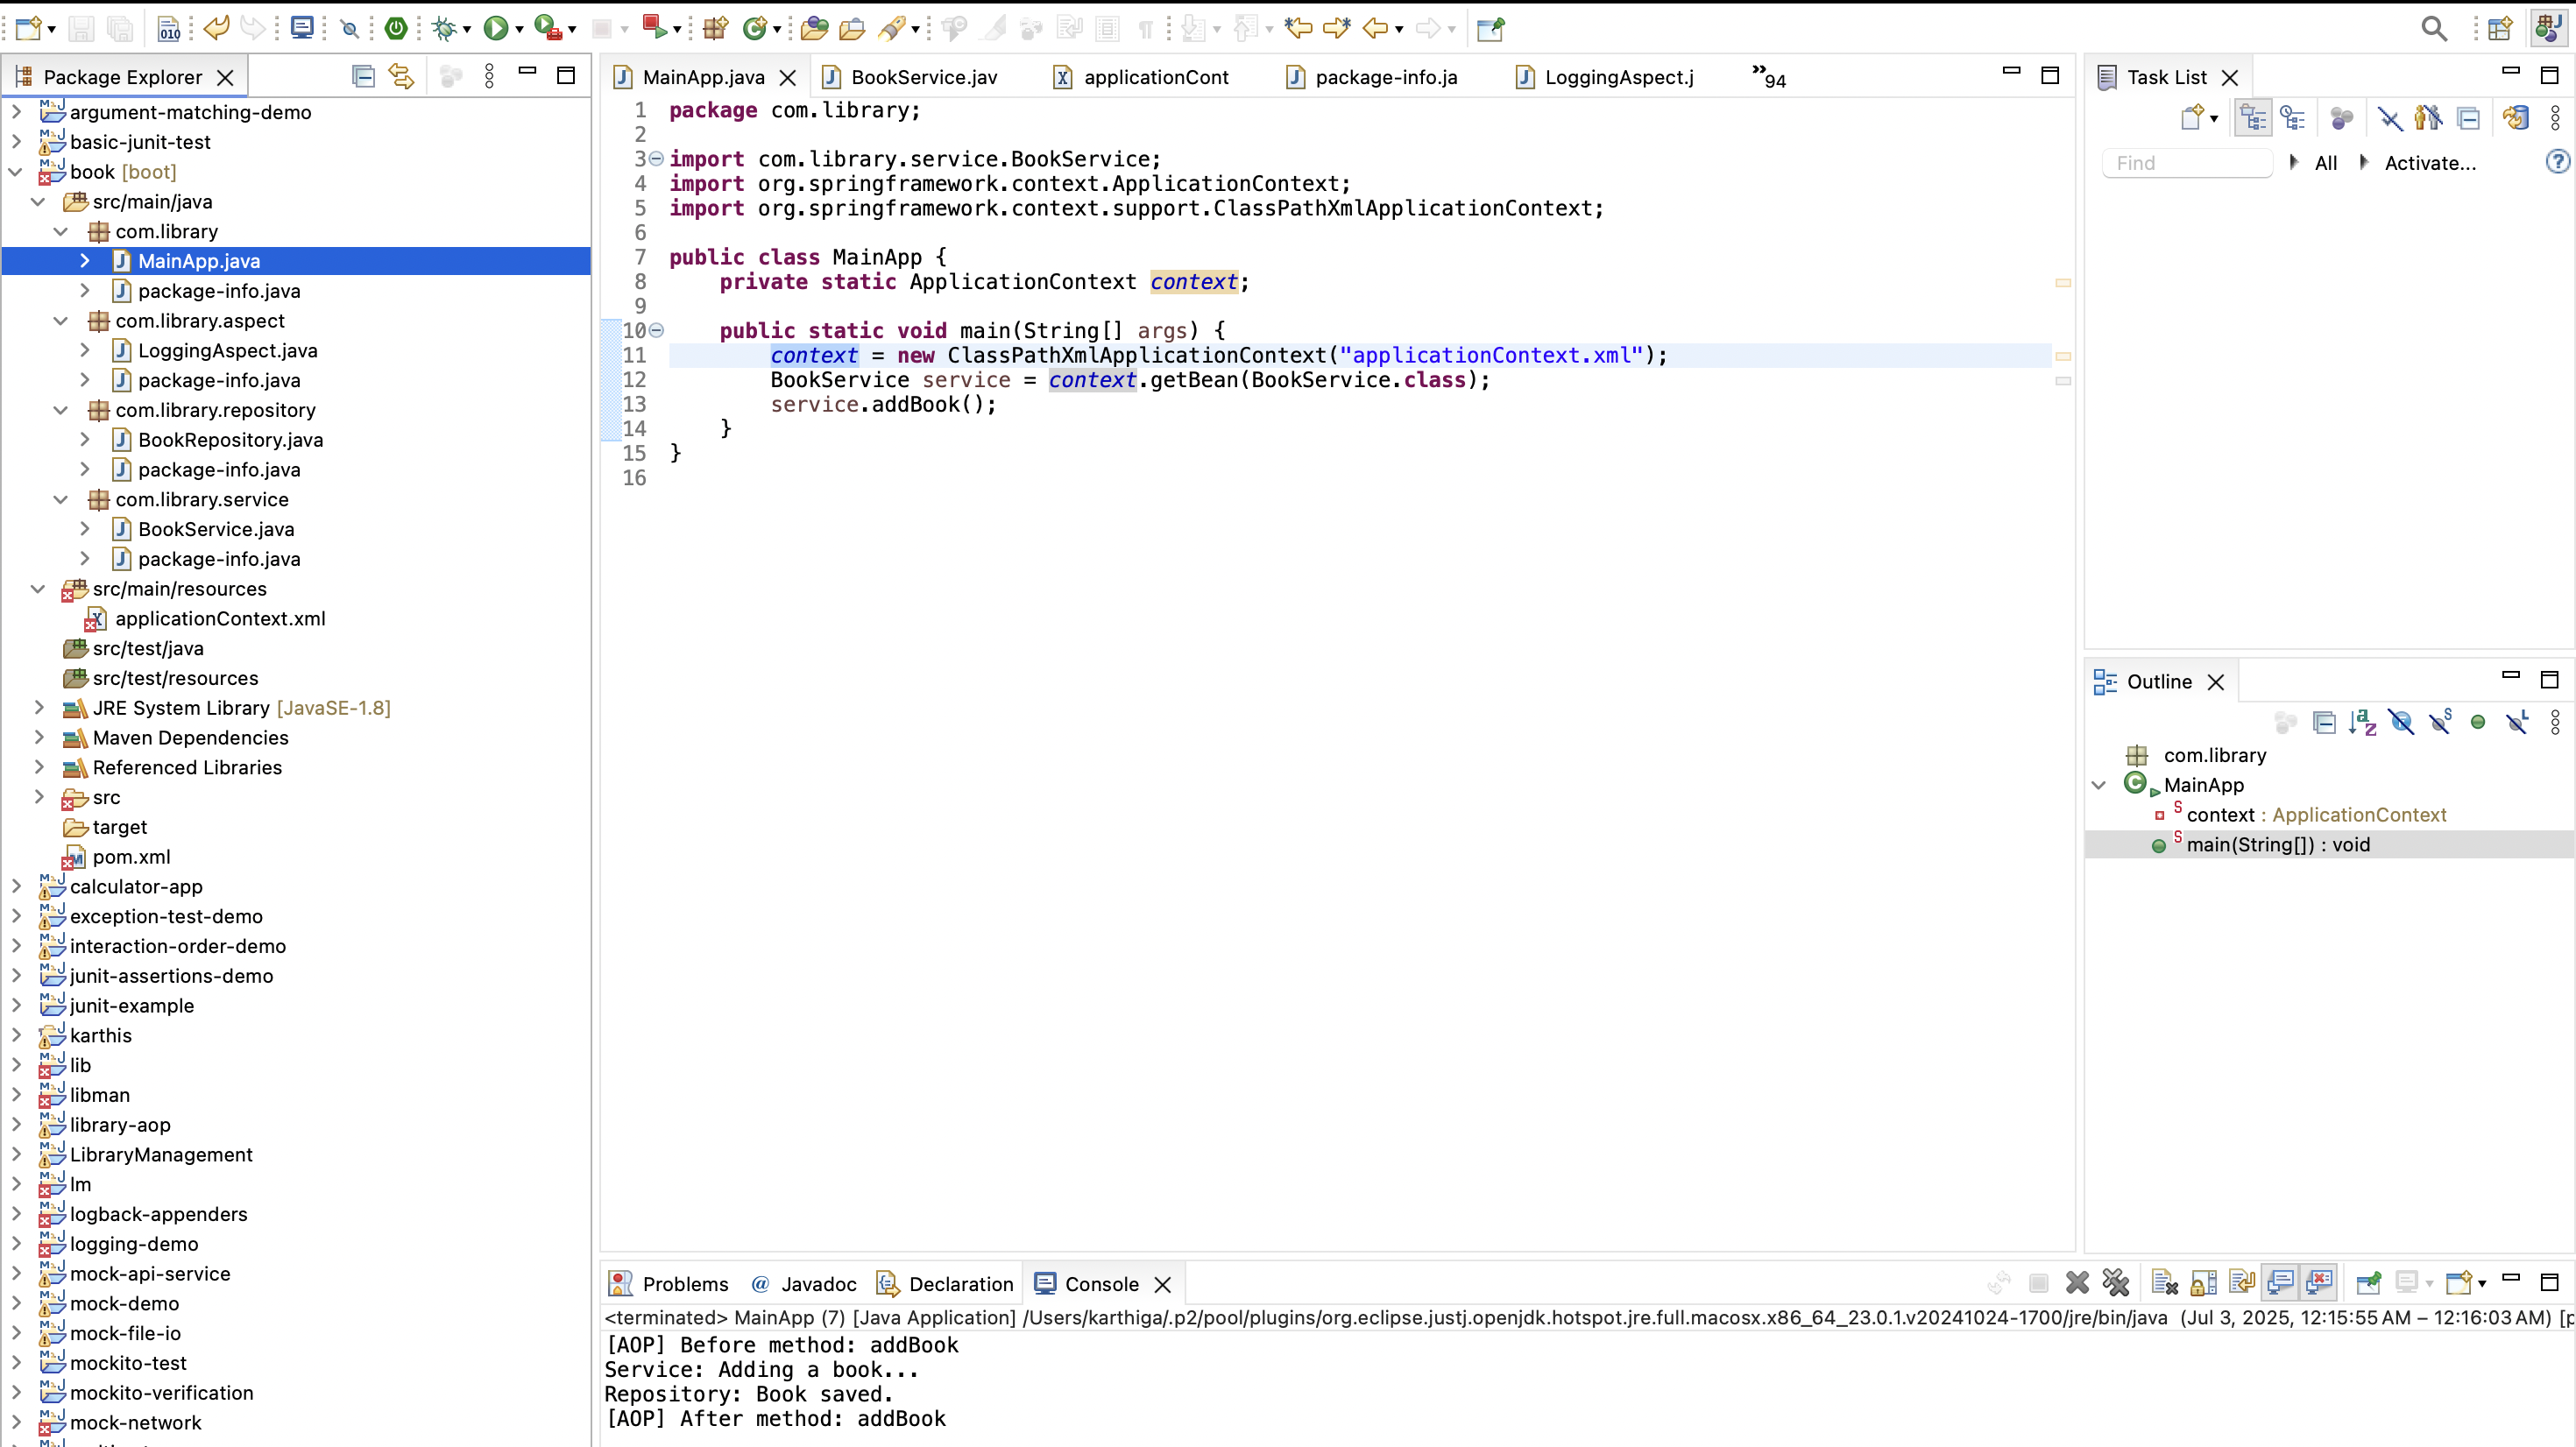 Package Explorer
argument-matching-demo
basic-junit-test
book [boot]
src/main/java
com.library
MainApp.java
package-info.java
com.library.aspect
LoggingAspect.java
package-info.java
com.library.repository
BookRepository.java
package-info.java
com.library.service
BookService.java
package-info.java
src/main/resources
applicationContext.xml
src/test/java
src/test/resources
JRE System Library [JavaSE-1.8]
Maven Dependencies
Referenced Libraries
src
target
pom.xml
calculator-app
exception-test-demo
interaction-order-demo
junit-assertions-demo
junit-example
karthis
lib
libman
library-aop
LibraryManagement
lm
logback-appenders
logging-demo
mock-api-service
mock-demo
mock-file-io
mockito-test
mockito-verification
mock-network
MainApp.java BookService.jav applicationCont package-info.ja LoggingAspect.j »94
1 package com.library;
2
3 import com.library.service.BookService;
4 import org.springframework.context.ApplicationContext;
5 import org.springframework.context.support.ClassPathXmlApplicationContext;
6
7 public class MainApp {
8 private static ApplicationContext context;
9
10 public static void main(String[] args) {
11 context = new ClassPathXmlApplicationContext("applicationContext.xml");
12 BookService service = context.getBean(BookService.class);
13 service.addBook();
14 }
15 }
16
Task List
Find All Activate...
Outline
com.library
MainApp
context : ApplicationContext
main(String[]) : void
Problems Javadoc Declaration Console
<terminated> MainApp (7) [Java Application] /Users/karthiga/.p2/pool/plugins/org.eclipse.justj.openjdk.hotspot.jre.full.macosx.x86_64_23.0.1.v20241024-1700/jre/bin/java (Jul 3, 2025, 12:15:55 AM – 12:16:03 AM) [p
[AOP] Before method: addBook
Service: Adding a book...
Repository: Book saved.
[AOP] After method: addBook